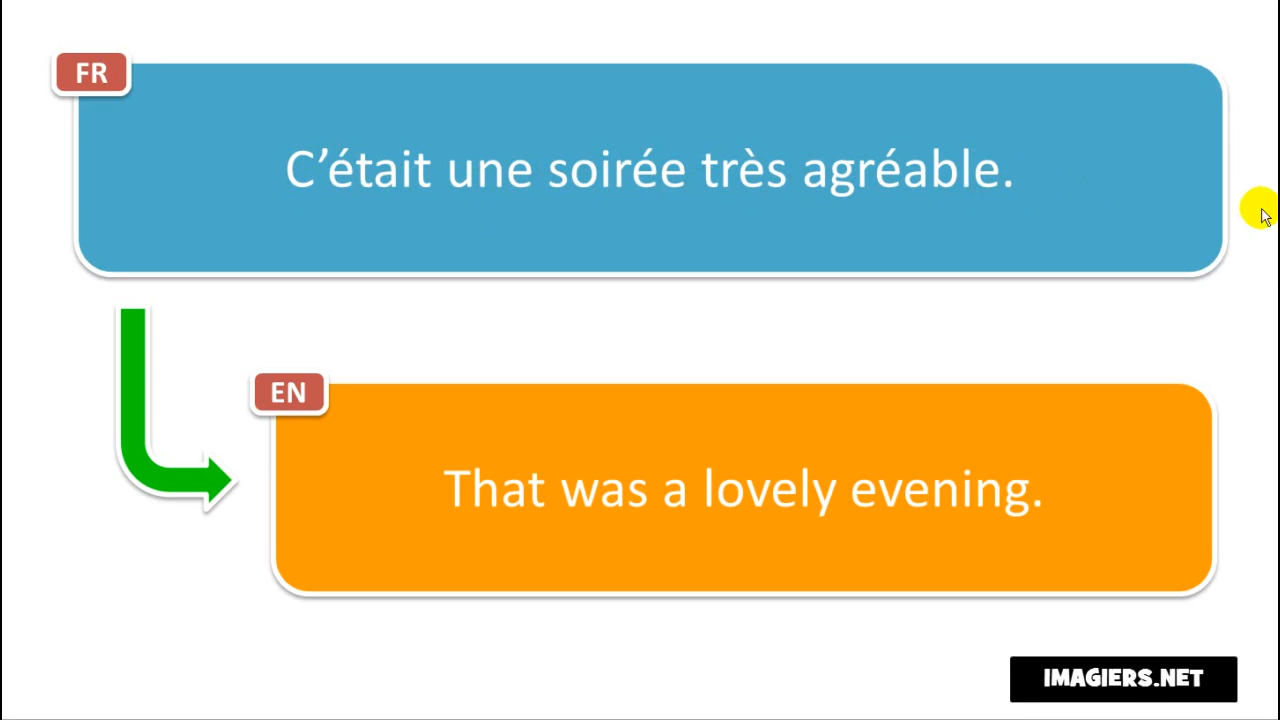 FR
C’était une soirée très agréable.
EN
That was a lovely evening.
IMAGIERS.NET